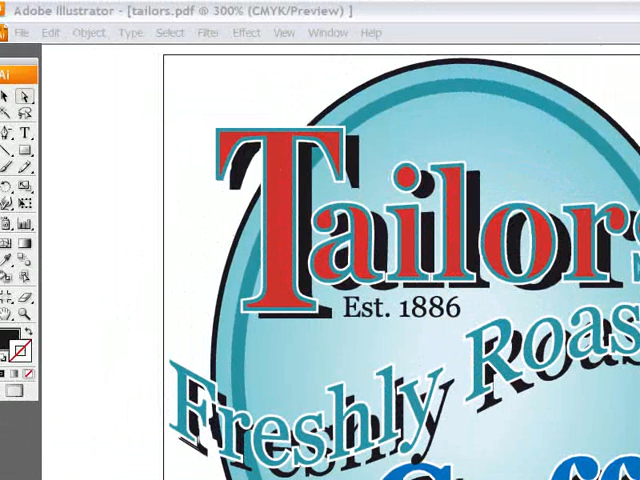 Adobe Illustrator - [tailors.pdf @ 300% (CMYK/Preview) ]
File Edit Object Type Select Filter Effect View Window Help
Ai
Tailors
Est. 1886
Freshly Roas